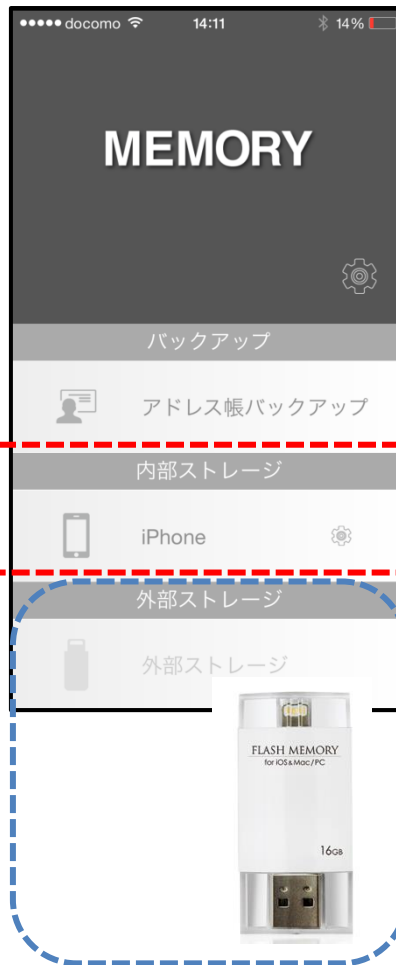 ●●●●● docomo 14:11 14%
MEMORY
バックアップ
アドレス帳バックアップ
内部ストレージ
iPhone
外部ストレージ
外部ストレージ
FLASH MEMORY
for iOS&Mac/PC
16GB